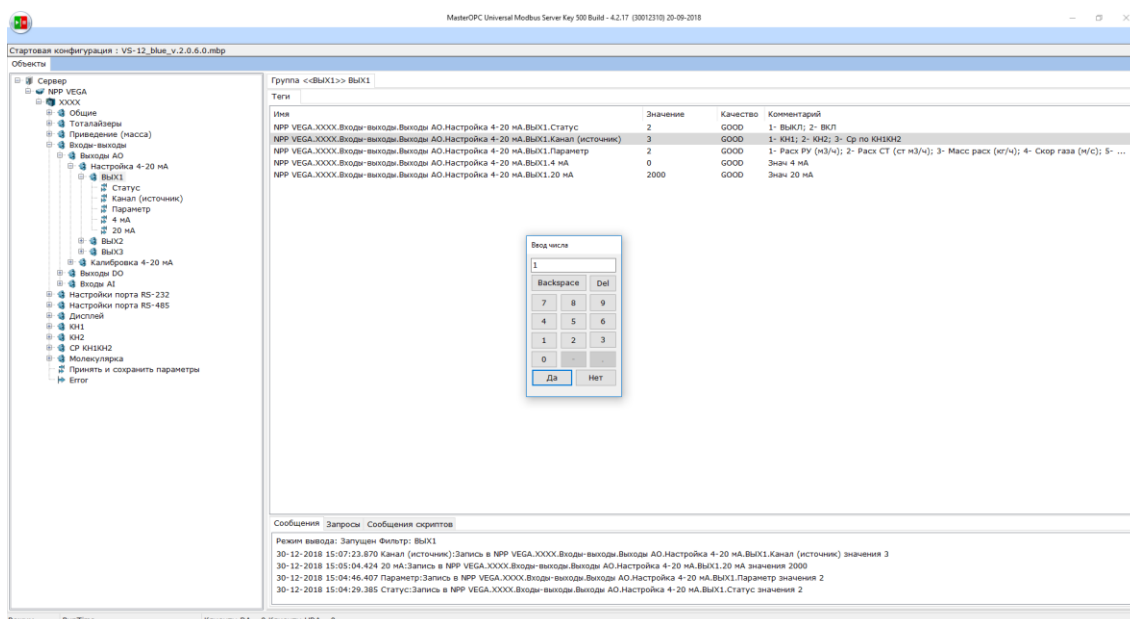 MasterOPC Universal Modbus Server Key 500 Build - 4.2.17 (30012310) 20-09-2018
Стартовая конфигурация : VS-12_blue_v.2.0.6.0.mbp
Объекты
Сервер
NPP VEGA
XXXX
Общие
Тоталайзеры
Приведение (масса)
Входы-выходы
Выходы AO
Настройка 4-20 мА
ВЫХ1
Статус
Канал (источник)
Параметр
4 мА
20 мА
ВЫХ2
ВЫХ3
Калибровка 4-20 мА
Выходы DO
Входы AI
Настройки порта RS-232
Настройки порта RS-485
Дисплей
КН1
КН2
СР КН1КН2
Молекулярка
Принять и сохранить параметры
Error
Группа <<ВЫХ1>> ВЫХ1
Теги
Имя Значение Качество Комментарий
NPP VEGA.XXXX.Входы-выходы.Выходы AO.Настройка 4-20 мА.ВЫХ1.Статус 2 GOOD 1- ВЫКЛ; 2- ВКЛ
NPP VEGA.XXXX.Входы-выходы.Выходы AO.Настройка 4-20 мА.ВЫХ1.Канал (источник) 3 GOOD 1- КН1; 2- КН2; 3- Ср по КН1КН2
NPP VEGA.XXXX.Входы-выходы.Выходы AO.Настройка 4-20 мА.ВЫХ1.Параметр 2 GOOD 1- Расх РУ (м3/ч); 2- Расх СТ (ст м3/ч); 3- Масс расх (кг/ч); 4- Скор газа (м/с); 5- ...
NPP VEGA.XXXX.Входы-выходы.Выходы AO.Настройка 4-20 мА.ВЫХ1.4 мА 0 GOOD Знач 4 мА
NPP VEGA.XXXX.Входы-выходы.Выходы AO.Настройка 4-20 мА.ВЫХ1.20 мА 2000 GOOD Знач 20 мА
Ввод числа
1
Backspace Del
7 8 9
4 5 6
1 2 3
0 - .
Да Нет
Сообщения Запросы Сообщения скриптов
Режим вывода: Запущен Фильтр: ВЫХ1
30-12-2018 15:07:23.870 Канал (источник):Запись в NPP VEGA.XXXX.Входы-выходы.Выходы AO.Настройка 4-20 мА.ВЫХ1.Канал (источник) значения 3
30-12-2018 15:05:04.424 20 мА:Запись в NPP VEGA.XXXX.Входы-выходы.Выходы AO.Настройка 4-20 мА.ВЫХ1.20 мА значения 2000
30-12-2018 15:04:46.407 Параметр:Запись в NPP VEGA.XXXX.Входы-выходы.Выходы AO.Настройка 4-20 мА.ВЫХ1.Параметр значения 2
30-12-2018 15:04:29.385 Статус:Запись в NPP VEGA.XXXX.Входы-выходы.Выходы AO.Настройка 4-20 мА.ВЫХ1.Статус значения 2